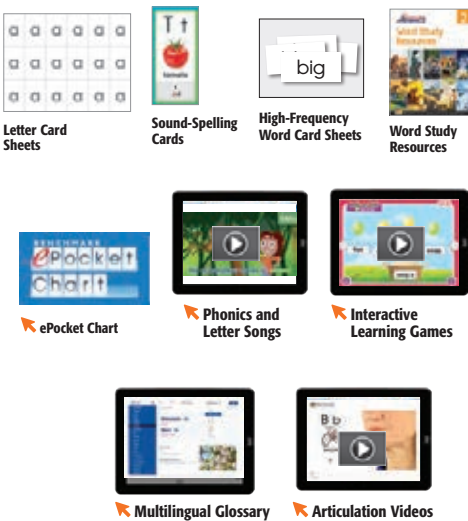 a a a a a a
a a a a a a
a a a a a a
T t
tomato
big
Word Study
Resources
Letter Card
Sheets
Sound-Spelling
Cards
High-Frequency
Word Card Sheets
Word Study
Resources
BENCHMARK
ePocket
Chart
ePocket Chart
Phonics and
Letter Songs
Interactive
Learning Games
B b
Multilingual Glossary
Articulation Videos